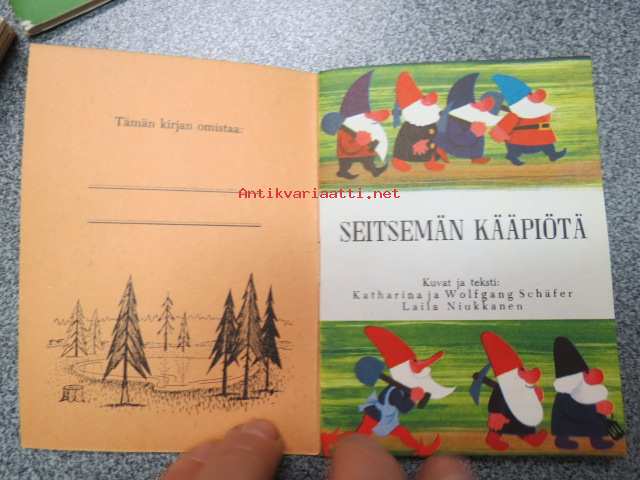 Tämän kirjan omistaa:
Antikvariaatti.net
SEITSEMÄN KÄÄPIÖTÄ
Kuvat ja teksti:
Katharina ja Wolfgang Schäfer
Laila Niukkanen